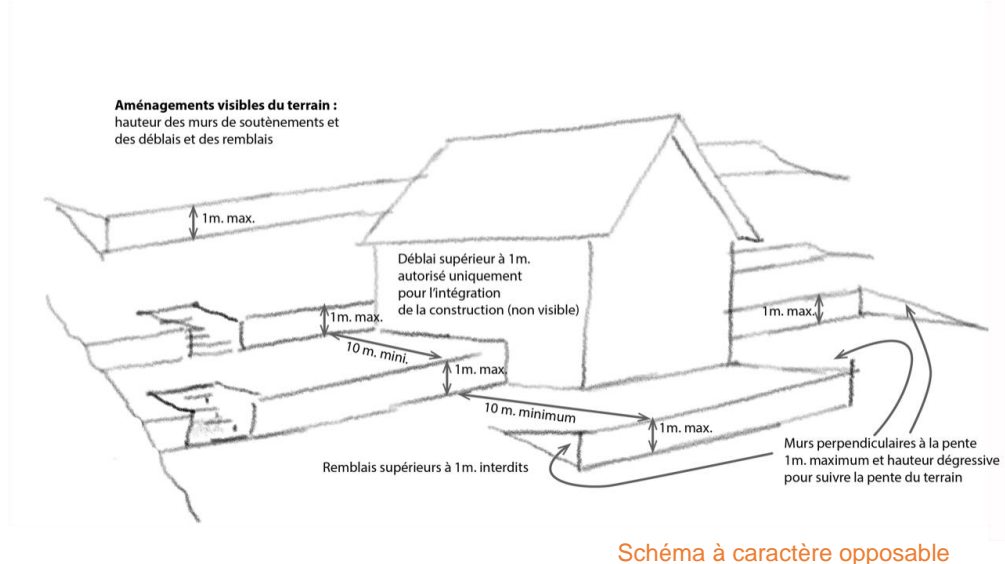 Aménagements visibles du terrain :
hauteur des murs de soutènements et
des déblais et des remblais
1m. max.
Déblai supérieur à 1m.
autorisé uniquement
pour l'intégration
de la construction (non visible)
1m. max.
1m. max.
10 m. mini.
1m. max.
10 m. minimum
1m. max.
Murs perpendiculaires à la pente
1m. maximum et hauteur dégressive
pour suivre la pente du terrain
Remblais supérieurs à 1m. interdits
Schéma à caractère opposable